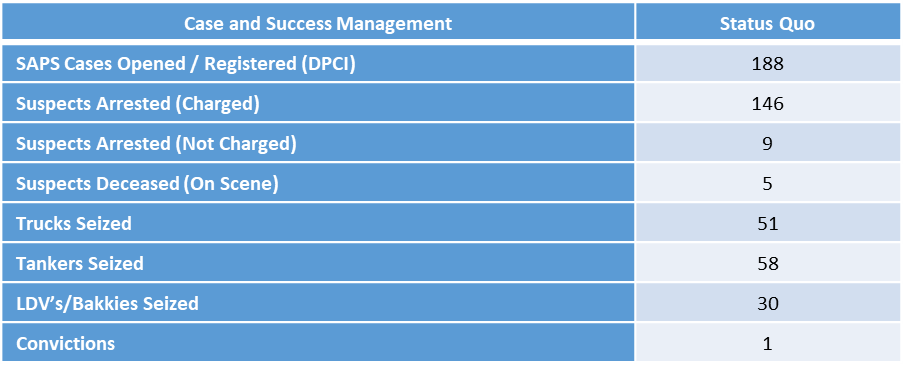 Case and Success Management Status Quo
SAPS Cases Opened / Registered (DPCI) 188
Suspects Arrested (Charged) 146
Suspects Arrested (Not Charged) 9
Suspects Deceased (On Scene) 5
Trucks Seized 51
Tankers Seized 58
LDV's/Bakkies Seized 30
Convictions 1